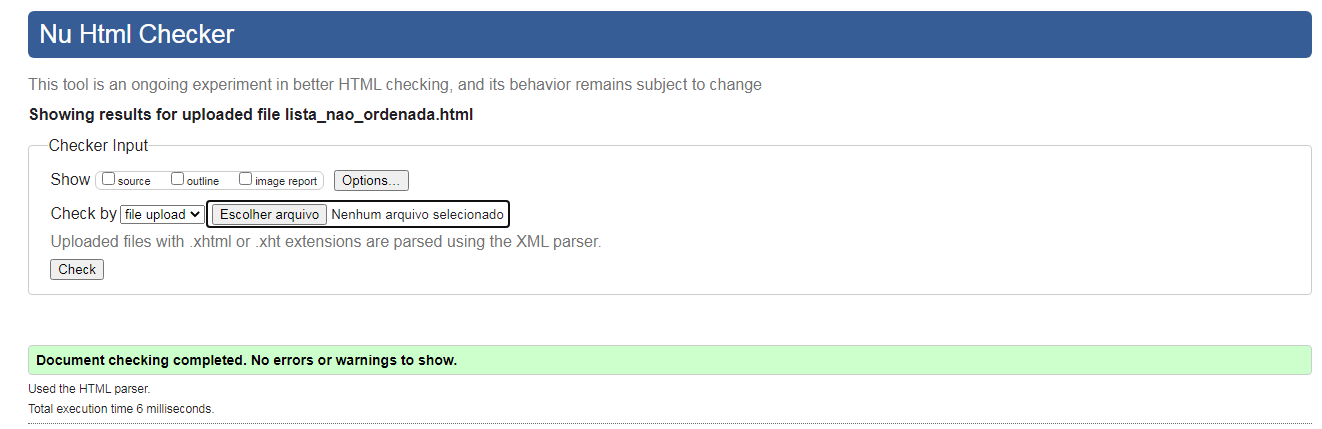 Nu Html Checker
This tool is an ongoing experiment in better HTML checking, and its behavior remains subject to change
Showing results for uploaded file lista_nao_ordenada.html
Checker Input
Show source outline image report Options...
Check by file upload Escolher arquivo Nenhum arquivo selecionado
Uploaded files with .xhtml or .xht extensions are parsed using the XML parser.
Check
Document checking completed. No errors or warnings to show.
Used the HTML parser.
Total execution time 6 milliseconds.